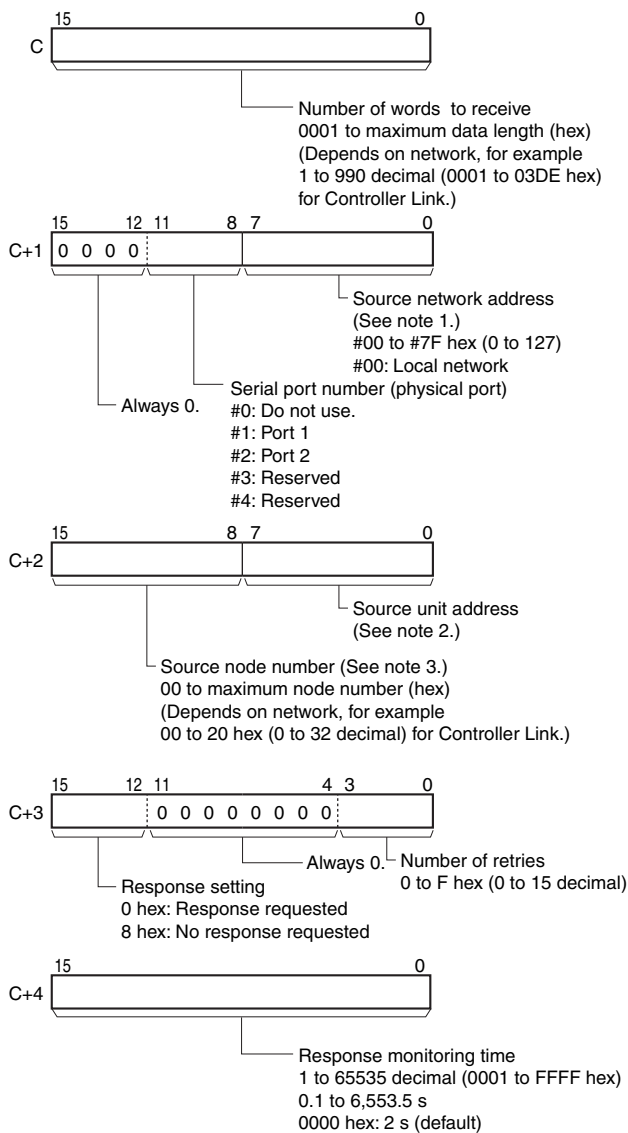 15 0
C
Number of words to receive
0001 to maximum data length (hex)
(Depends on network, for example
1 to 990 decimal (0001 to 03DE hex)
for Controller Link.)
15 12 11 8 7 0
C+1 0 0 0 0
Source network address
(See note 1.)
#00 to #7F hex (0 to 127)
#00: Local network
Serial port number (physical port)
Always 0.
#0: Do not use.
#1: Port 1
#2: Port 2
#3: Reserved
#4: Reserved
15 8 7 0
C+2
Source unit address
(See note 2.)
Source node number (See note 3.)
00 to maximum node number (hex)
(Depends on network, for example
00 to 20 hex (0 to 32 decimal) for Controller Link.)
15 12 11 4 3 0
C+3 0 0 0 0 0 0 0 0
Always 0.
Number of retries
0 to F hex (0 to 15 decimal)
Response setting
0 hex: Response requested
8 hex: No response requested
15 0
C+4
Response monitoring time
1 to 65535 decimal (0001 to FFFF hex)
0.1 to 6,553.5 s
0000 hex: 2 s (default)